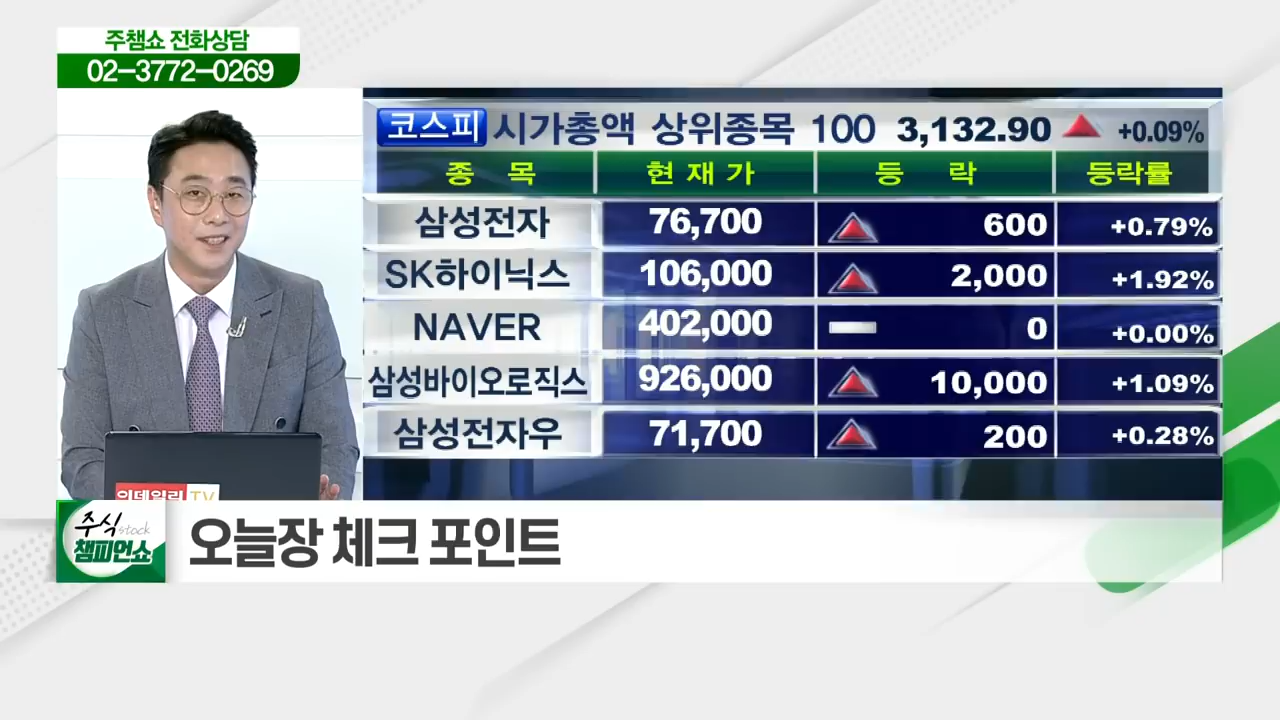 주챔쇼 전화상담
02-3772-0269
코스피 시가총액 상위종목 100 3,132.90 +0.09%
종 목 현 재 가 등 락 등락률
삼성전자 76,700 600 +0.79%
SK하이닉스 106,000 2,000 +1.92%
NAVER 402,000 0 +0.00%
삼성바이오로직스 926,000 10,000 +1.09%
삼성전자우 71,700 200 +0.28%
이데일리 TV
주식 stock
챔피언쇼
오늘장 체크 포인트